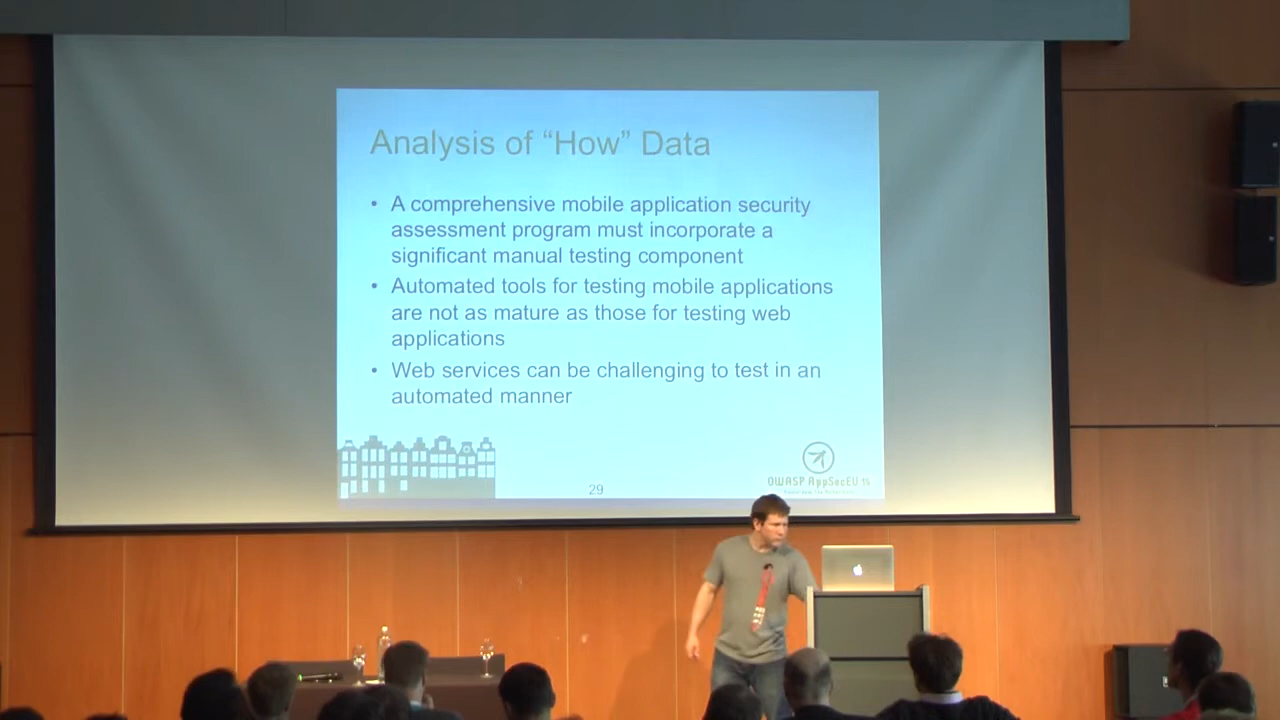 Analysis of “How” Data
• A comprehensive mobile application security
assessment program must incorporate a
significant manual testing component
• Automated tools for testing mobile applications
are not as mature as those for testing web
applications
• Web services can be challenging to test in an
automated manner
29
OWASP AppSecEU 15